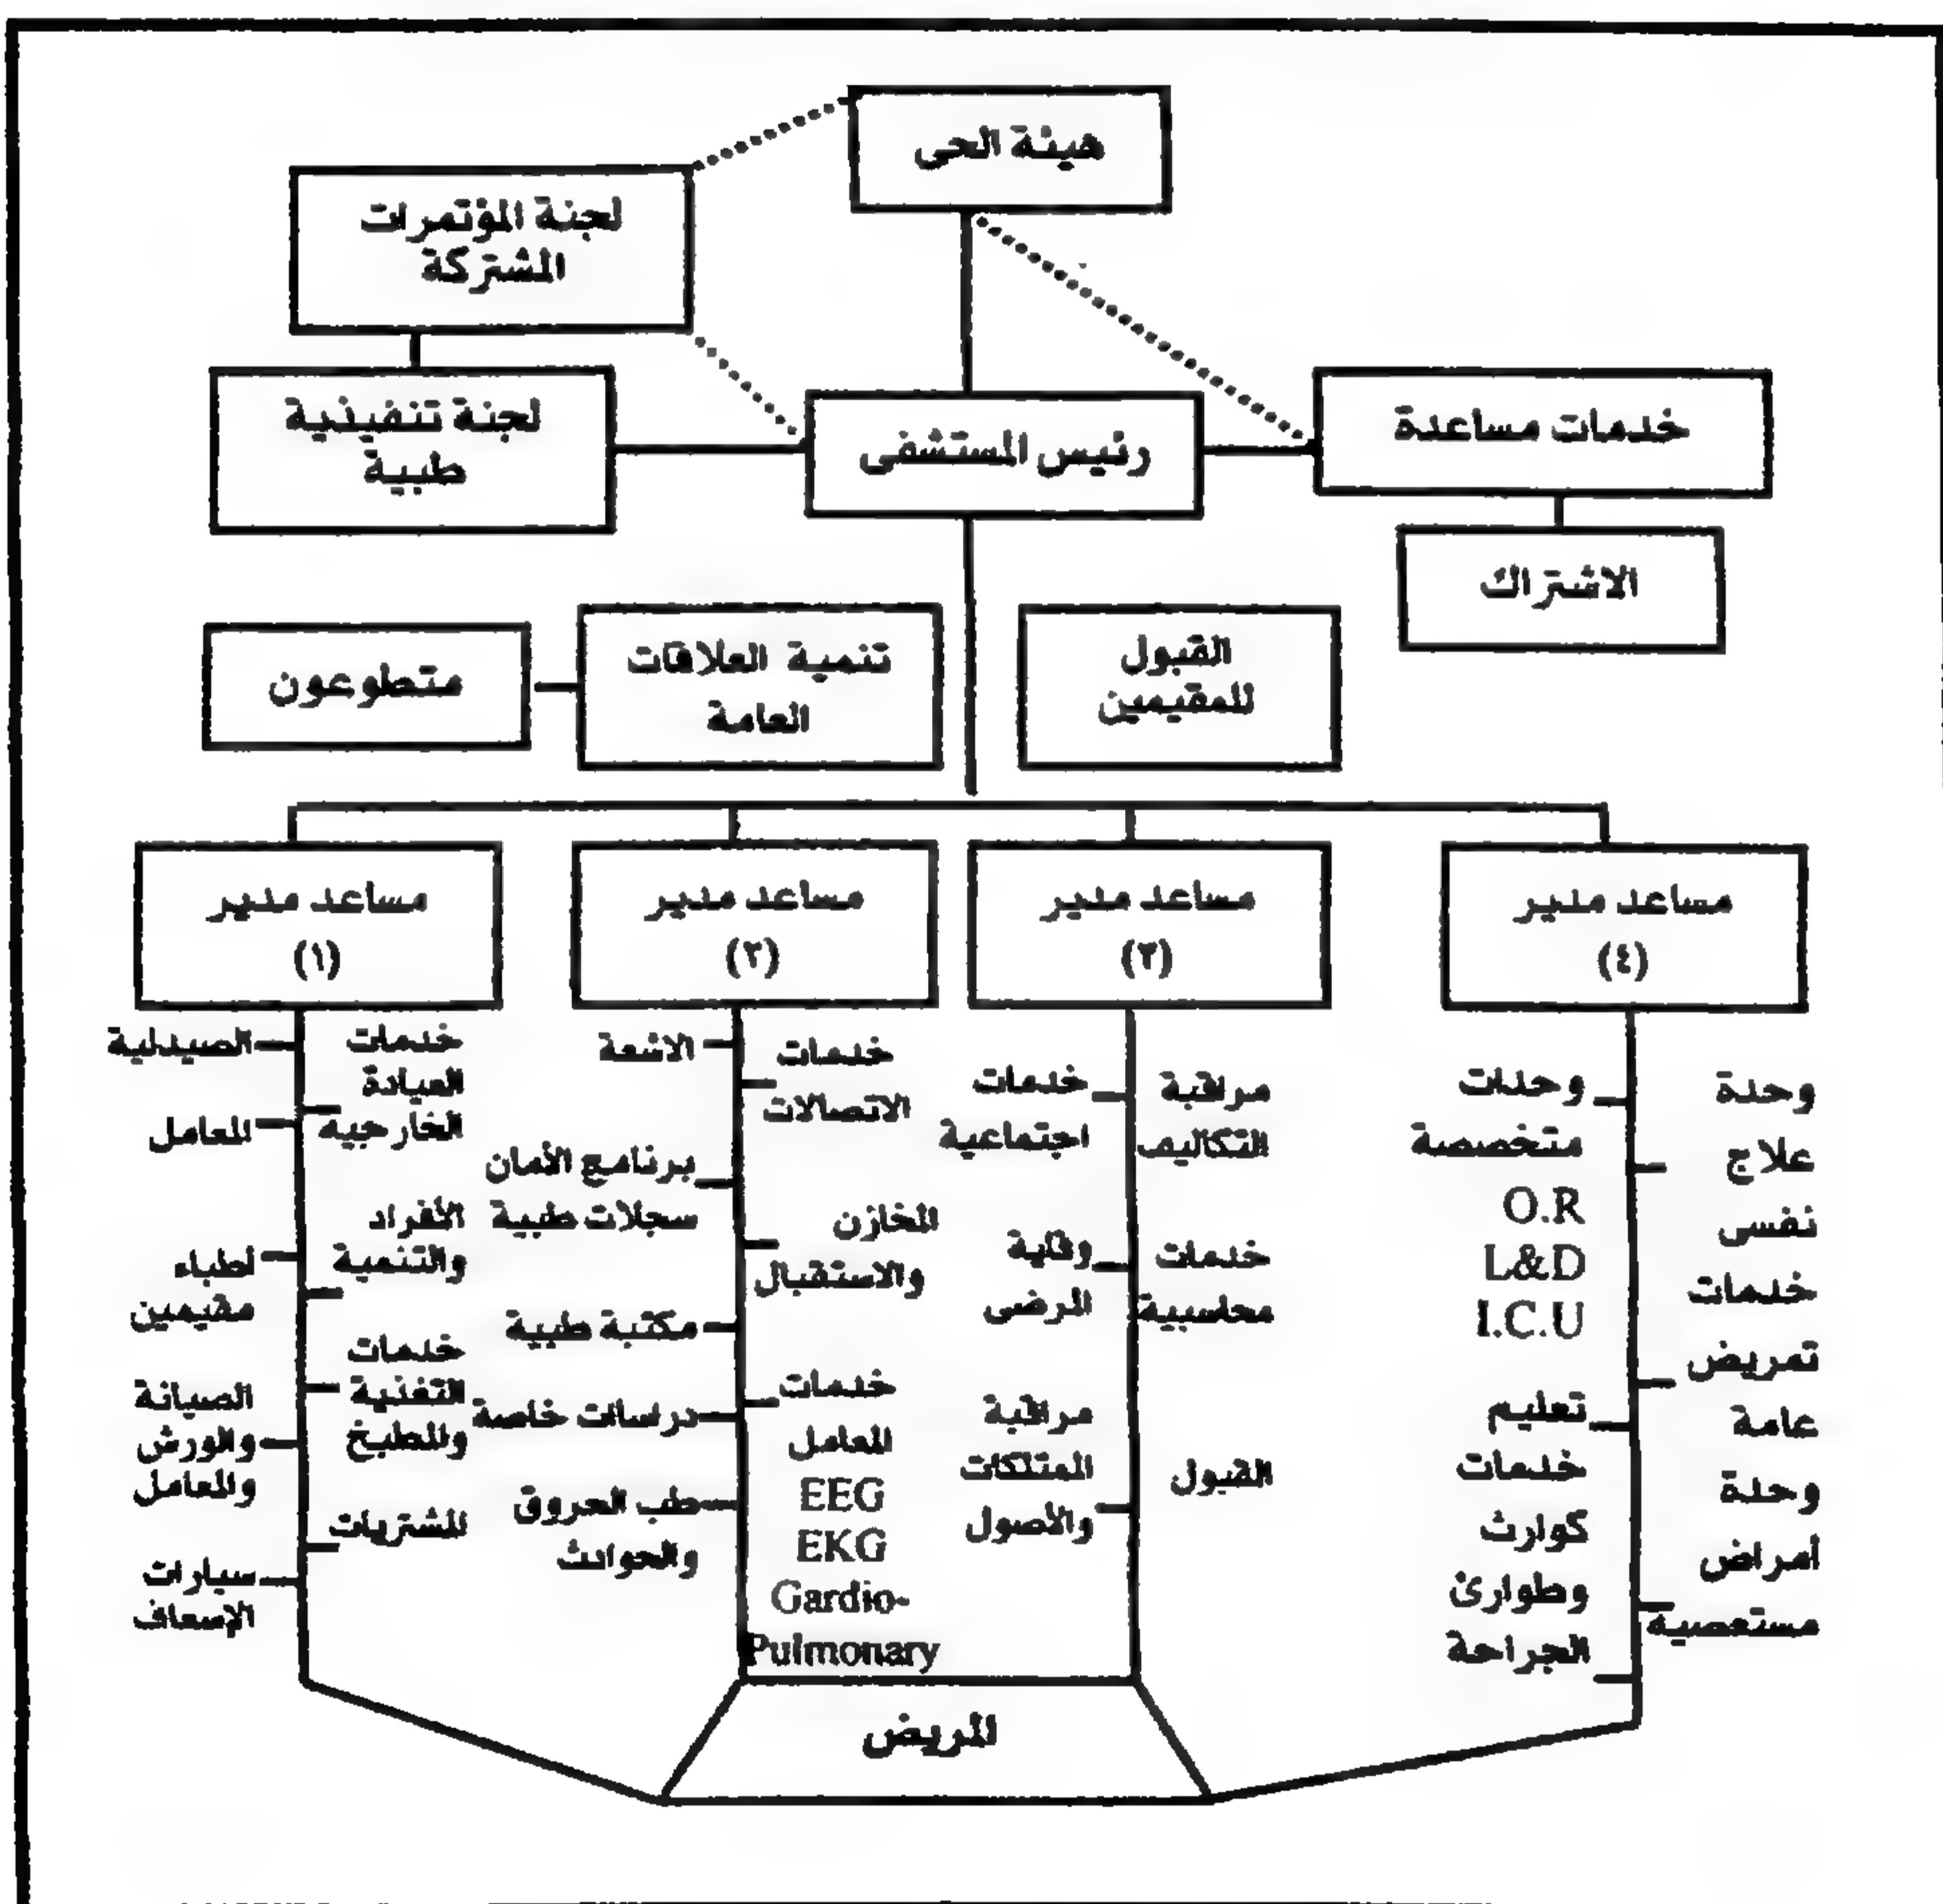 هيئة الحى
لجنة المؤتمرات
المشتركة
خدمات مساعدة
رئيس المستشفى
لجنة تنفيذية
طبية
الاشتراك
القبول
للمقيمين
تنمية العلاقات
العامة
متطوعون
مساعد مدير
(٤)
مساعد مدير
(٣)
مساعد مدير
(٢)
مساعد مدير
(١)
وحدة
علاج
نفسى
خدمات
تمريض
عامة
وحدة
أمراض
مستعصية
وحدات
متخصصة
O.R
L&D
I.C.U
تعليم
خدمات
كوارث
وطوارئ
الجراحة
مراقبة
التكاليف
خدمات
محاسبية
القبول
خدمات
اجتماعية
وقاية
المرضى
مراقبة
الممتلكات
والأصول
خدمات
الاتصالات
المخازن
والاستقبال
خدمات
المعامل
EEG
EKG
Gardio-
Pulmonary
الاشعة
برنامج الأمان
سجلات طبية
مكتبة طبية
دراسات خاصة
طب العروق
والحوادث
خدمات
العيادة
الخارجية
الأفراد
والتنمية
خدمات
التغذية
والمطبخ
المشتريات
الصيدلية
المعامل
أطباء
مقيمين
الصيانة
والورش
والمعامل
سيارات
الإسعاف
المريض